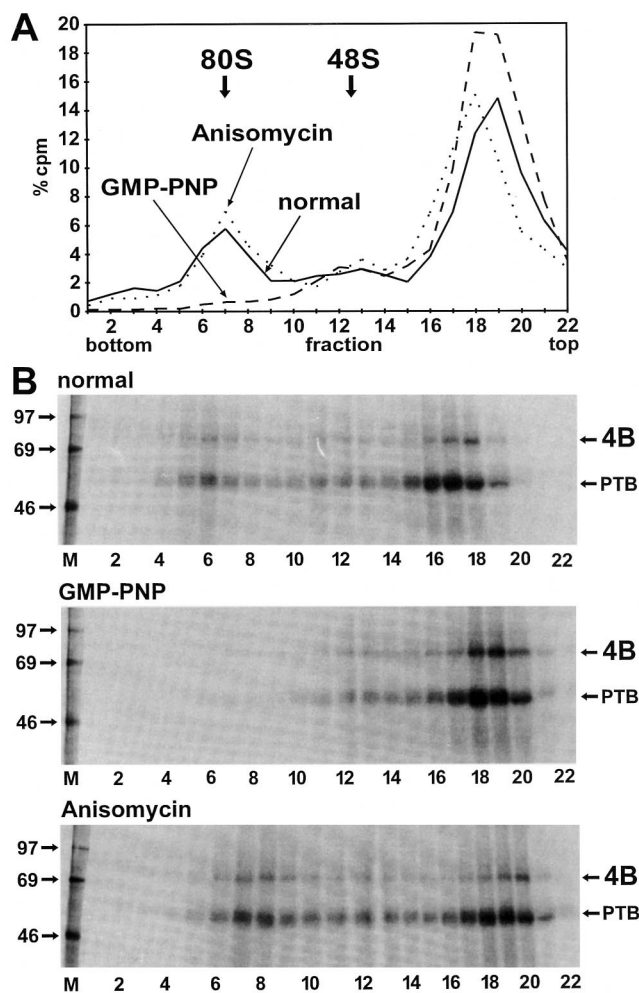 A
20
18
16
14
12
10
8
6
4
2
0
% cpm
80S
48S
Anisomycin
GMP-PNP
normal
2 4 6 8 10 12 14 16 18 20 22
bottom fraction top
B
normal
97
69
46
4B
PTB
M 2 4 6 8 10 12 14 16 18 20 22
GMP-PNP
97
69
46
4B
PTB
M 2 4 6 8 10 12 14 16 18 20 22
Anisomycin
97
69
46
4B
PTB
M 2 4 6 8 10 12 14 16 18 20 22